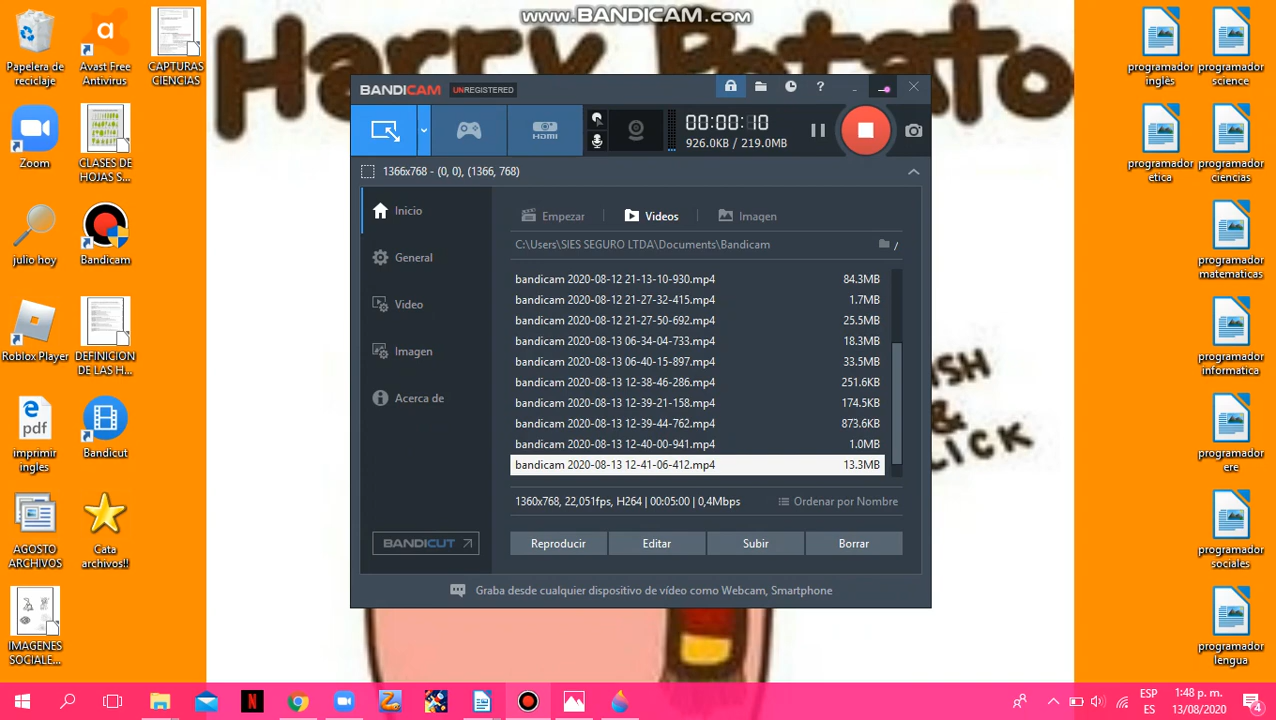 www.BANDICAM.com
Harry Potato
ISH
&
CLICK
Papelera de
reciclaje
Avast Free
Antivirus
CAPTURAS
CIENCIAS
Zoom
CLASES DE
HOJAS S...
julio hoy
Bandicam
Roblox Player
DEFINICION
DE LAS H...
imprimir
ingles
Bandicut
AGOSTO
ARCHIVOS
Cata
archivos!!
IMAGENES
SOCIALE...
BANDICAM UNREGISTERED
HDMI
00:00:10
926.0KB / 219.0MB
1366x768 - (0, 0), (1366, 768)
Inicio
General
Video
Imagen
Acerca de
BANDICUT
Empezar
Videos
Imagen
C:\Users\SIES SEGURO LTDA\Documents\Bandicam
/
bandicam 2020-08-12 21-13-10-930.mp4 84.3MB
bandicam 2020-08-12 21-27-32-415.mp4 1.7MB
bandicam 2020-08-12 21-27-50-692.mp4 25.5MB
bandicam 2020-08-13 06-34-04-733.mp4 18.3MB
bandicam 2020-08-13 06-40-15-897.mp4 33.5MB
bandicam 2020-08-13 12-38-46-286.mp4 251.6KB
bandicam 2020-08-13 12-39-21-158.mp4 174.5KB
bandicam 2020-08-13 12-39-44-762.mp4 873.6KB
bandicam 2020-08-13 12-40-00-941.mp4 1.0MB
bandicam 2020-08-13 12-41-06-412.mp4 13.3MB
1360x768, 22,051fps, H264 | 00:05:00 | 0,4Mbps
Ordenar por Nombre
Reproducir
Editar
Subir
Borrar
Graba desde cualquier dispositivo de vídeo como Webcam, Smartphone
programador
inglès
programador
science
programador
etica
programador
ciencias
programador
matematicas
programador
informatica
programador
ere
programador
sociales
programador
lengua
ESP
ES
1:48 p. m.
13/08/2020
4